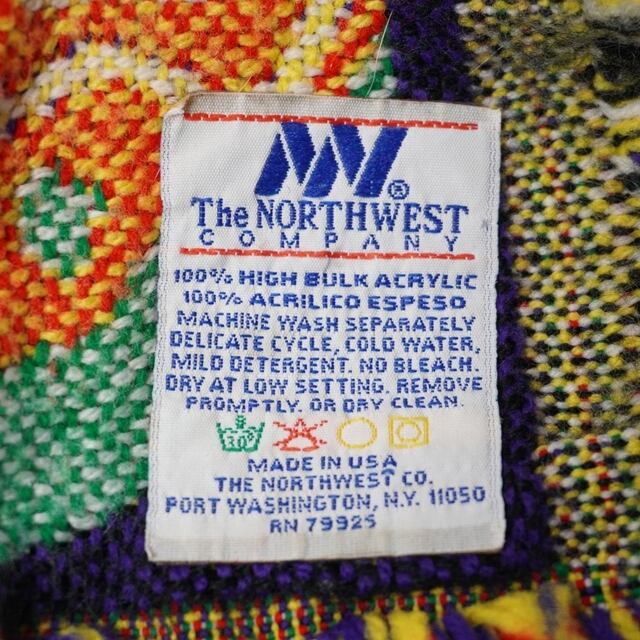 NW®
The NORTHWEST
COMPANY
100% HIGH BULK ACRYLIC
100% ACRILICO ESPESO
MACHINE WASH SEPARATELY
DELICATE CYCLE, COLD WATER,
MILD DETERGENT. NO BLEACH.
DRY AT LOW SETTING. REMOVE
PROMPTLY. OR DRY CLEAN.
30°
MADE IN USA
THE NORTHWEST CO.
PORT WASHINGTON, N.Y. 11050
RN 79925